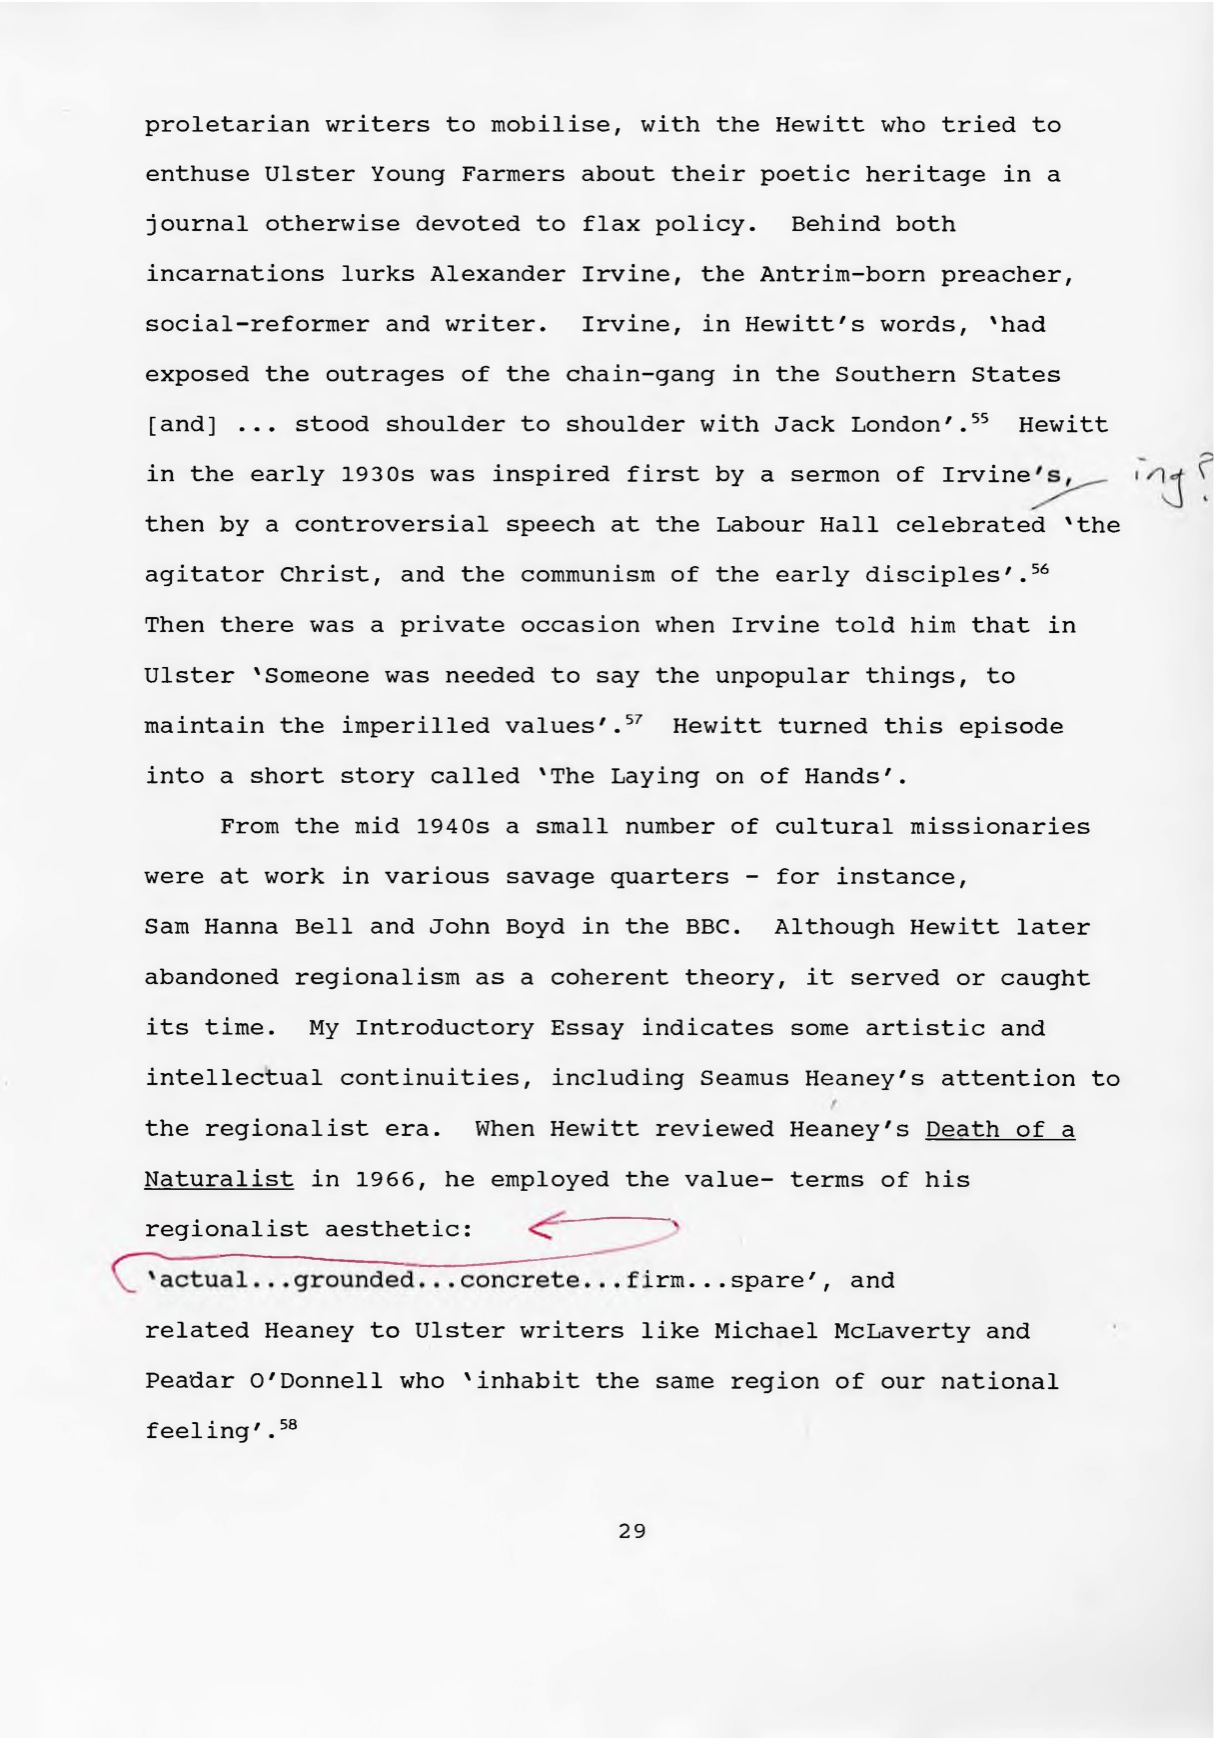 proletarian writers to mobilise, with the Hewitt who tried to
enthuse Ulster Young Farmers about their poetic heritage in a
journal otherwise devoted to flax policy.  Behind both
incarnations lurks Alexander Irvine, the Antrim-born preacher,
social-reformer and writer.  Irvine, in Hewitt's words, 'had
exposed the outrages of the chain-gang in the Southern States
[and] ... stood shoulder to shoulder with Jack London'.⁵⁵  Hewitt
in the early 1930s was inspired first by a sermon of Irvine's, ing?
then by a controversial speech at the Labour Hall celebrated 'the
agitator Christ, and the communism of the early disciples'.⁵⁶
Then there was a private occasion when Irvine told him that in
Ulster 'Someone was needed to say the unpopular things, to
maintain the imperilled values'.⁵⁷  Hewitt turned this episode
into a short story called 'The Laying on of Hands'.
From the mid 1940s a small number of cultural missionaries
were at work in various savage quarters - for instance,
Sam Hanna Bell and John Boyd in the BBC.  Although Hewitt later
abandoned regionalism as a coherent theory, it served or caught
its time.  My Introductory Essay indicates some artistic and
intellectual continuities, including Seamus Heaney's attention to
the regionalist era.  When Hewitt reviewed Heaney's Death of a
Naturalist in 1966, he employed the value- terms of his
regionalist aesthetic:
'actual...grounded...concrete...firm...spare', and
related Heaney to Ulster writers like Michael McLaverty and
Peadar O'Donnell who 'inhabit the same region of our national
feeling'.⁵⁸
29